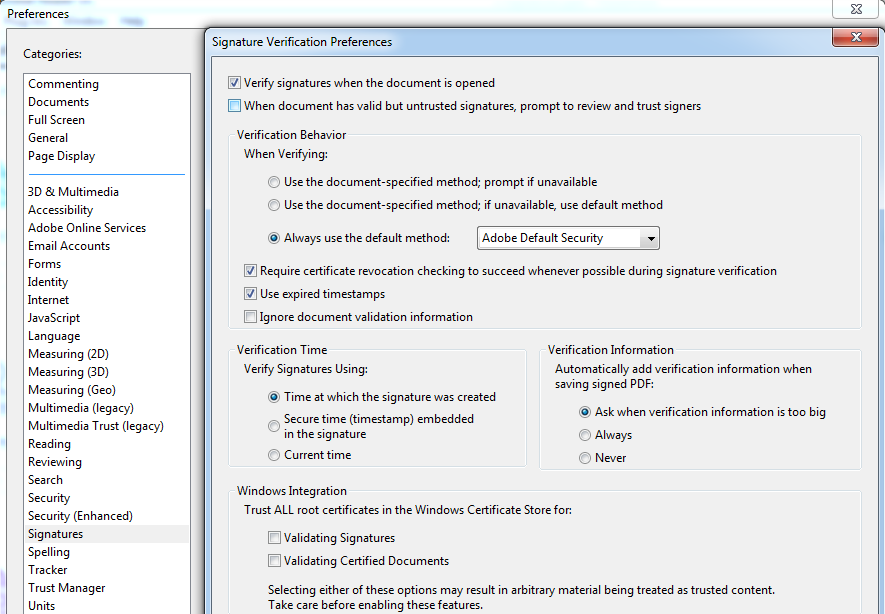 Preferences
Categories:
Commenting
Documents
Full Screen
General
Page Display
3D & Multimedia
Accessibility
Adobe Online Services
Email Accounts
Forms
Identity
Internet
JavaScript
Language
Measuring (2D)
Measuring (3D)
Measuring (Geo)
Multimedia (legacy)
Multimedia Trust (legacy)
Reading
Reviewing
Search
Security
Security (Enhanced)
Signatures
Spelling
Tracker
Trust Manager
Units
Signature Verification Preferences
Verify signatures when the document is opened
When document has valid but untrusted signatures, prompt to review and trust signers
Verification Behavior
When Verifying:
Use the document-specified method; prompt if unavailable
Use the document-specified method; if unavailable, use default method
Always use the default method: Adobe Default Security
Require certificate revocation checking to succeed whenever possible during signature verification
Use expired timestamps
Ignore document validation information
Verification Time
Verify Signatures Using:
Time at which the signature was created
Secure time (timestamp) embedded
in the signature
Current time
Verification Information
Automatically add verification information when
saving signed PDF:
Ask when verification information is too big
Always
Never
Windows Integration
Trust ALL root certificates in the Windows Certificate Store for:
Validating Signatures
Validating Certified Documents
Selecting either of these options may result in arbitrary material being treated as trusted content.
Take care before enabling these features.